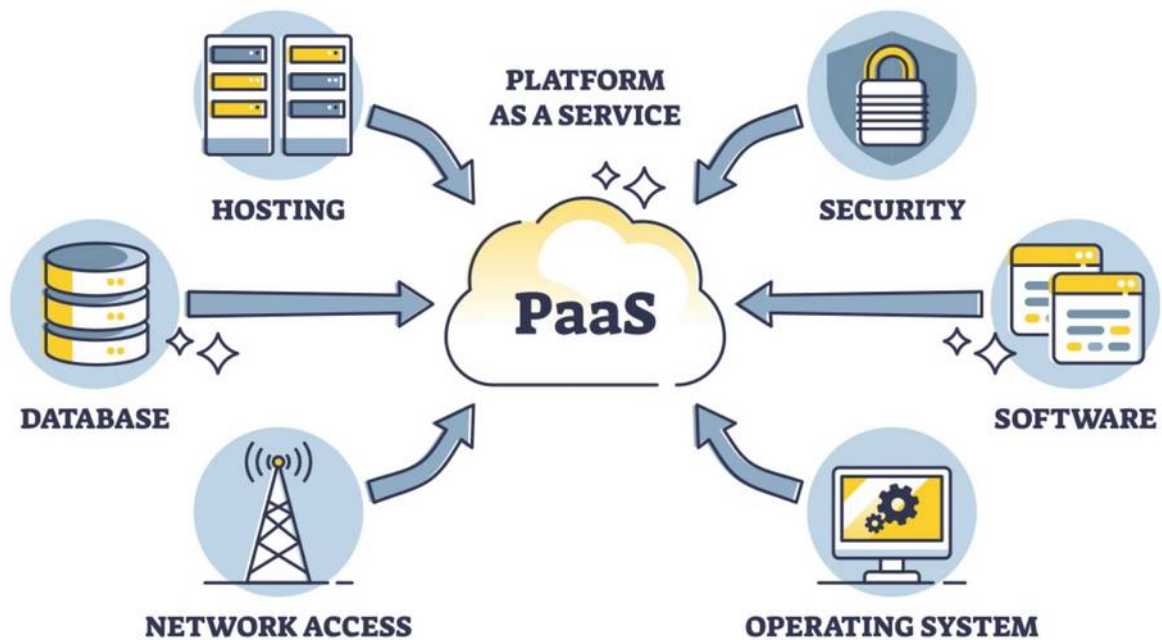 PLATFORM
AS A SERVICE
HOSTING
SECURITY
PaaS
DATABASE
SOFTWARE
NETWORK ACCESS
OPERATING SYSTEM